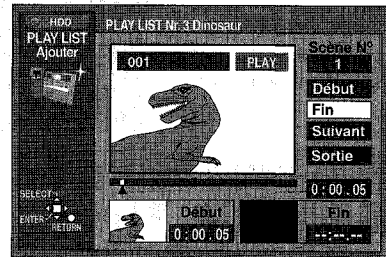 HDD
PLAY LIST
Ajouter
SELECT
ENTER
RETURN
PLAY LIST Nr. 3 Dinosaur
001
PLAY
Scène N°
1
Début
Fin
Suivant
Sortie
0:00.05
Début
0:00.05
Fin
--:--.--